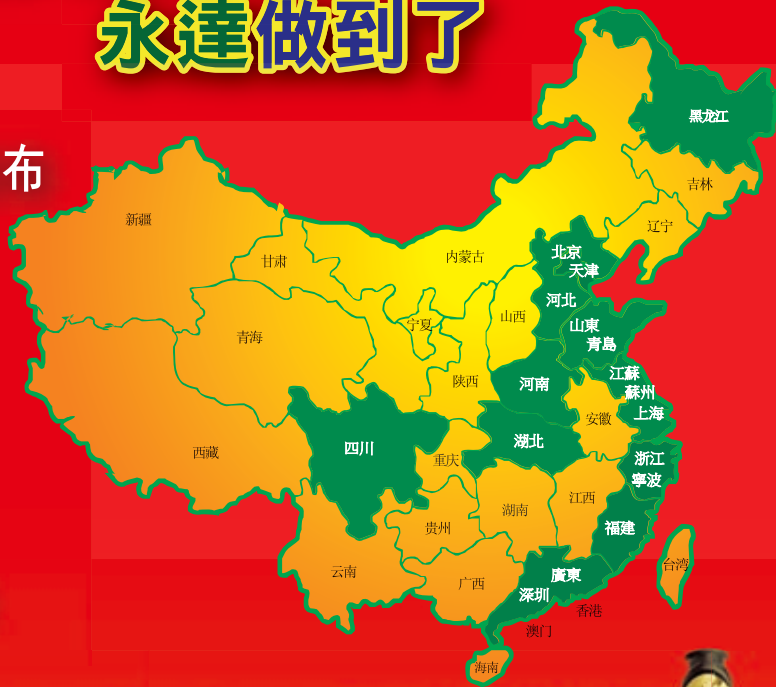 永達做到了
布
黑龙江
吉林
辽宁
新疆
甘肃
内蒙古
北京
天津
河北
山西
宁夏
山東
青島
青海
陕西
河南
江蘇
蘇州
上海
安徽
西藏
四川
重庆
湖北
浙江
寧波
江西
湖南
贵州
福建
云南
广西
廣東
深圳
台湾
香港
澳门
海南